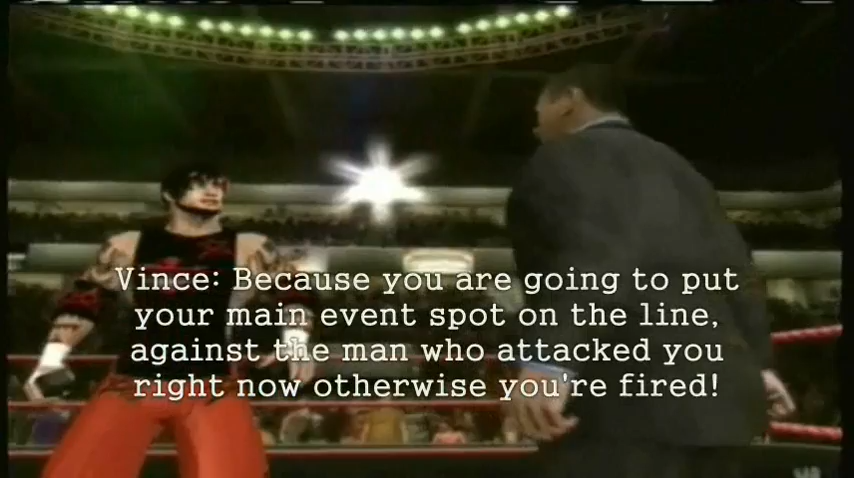 Vince: Because you are going to put
your main event spot on the line,
against the man who attacked you
right now otherwise you're fired!